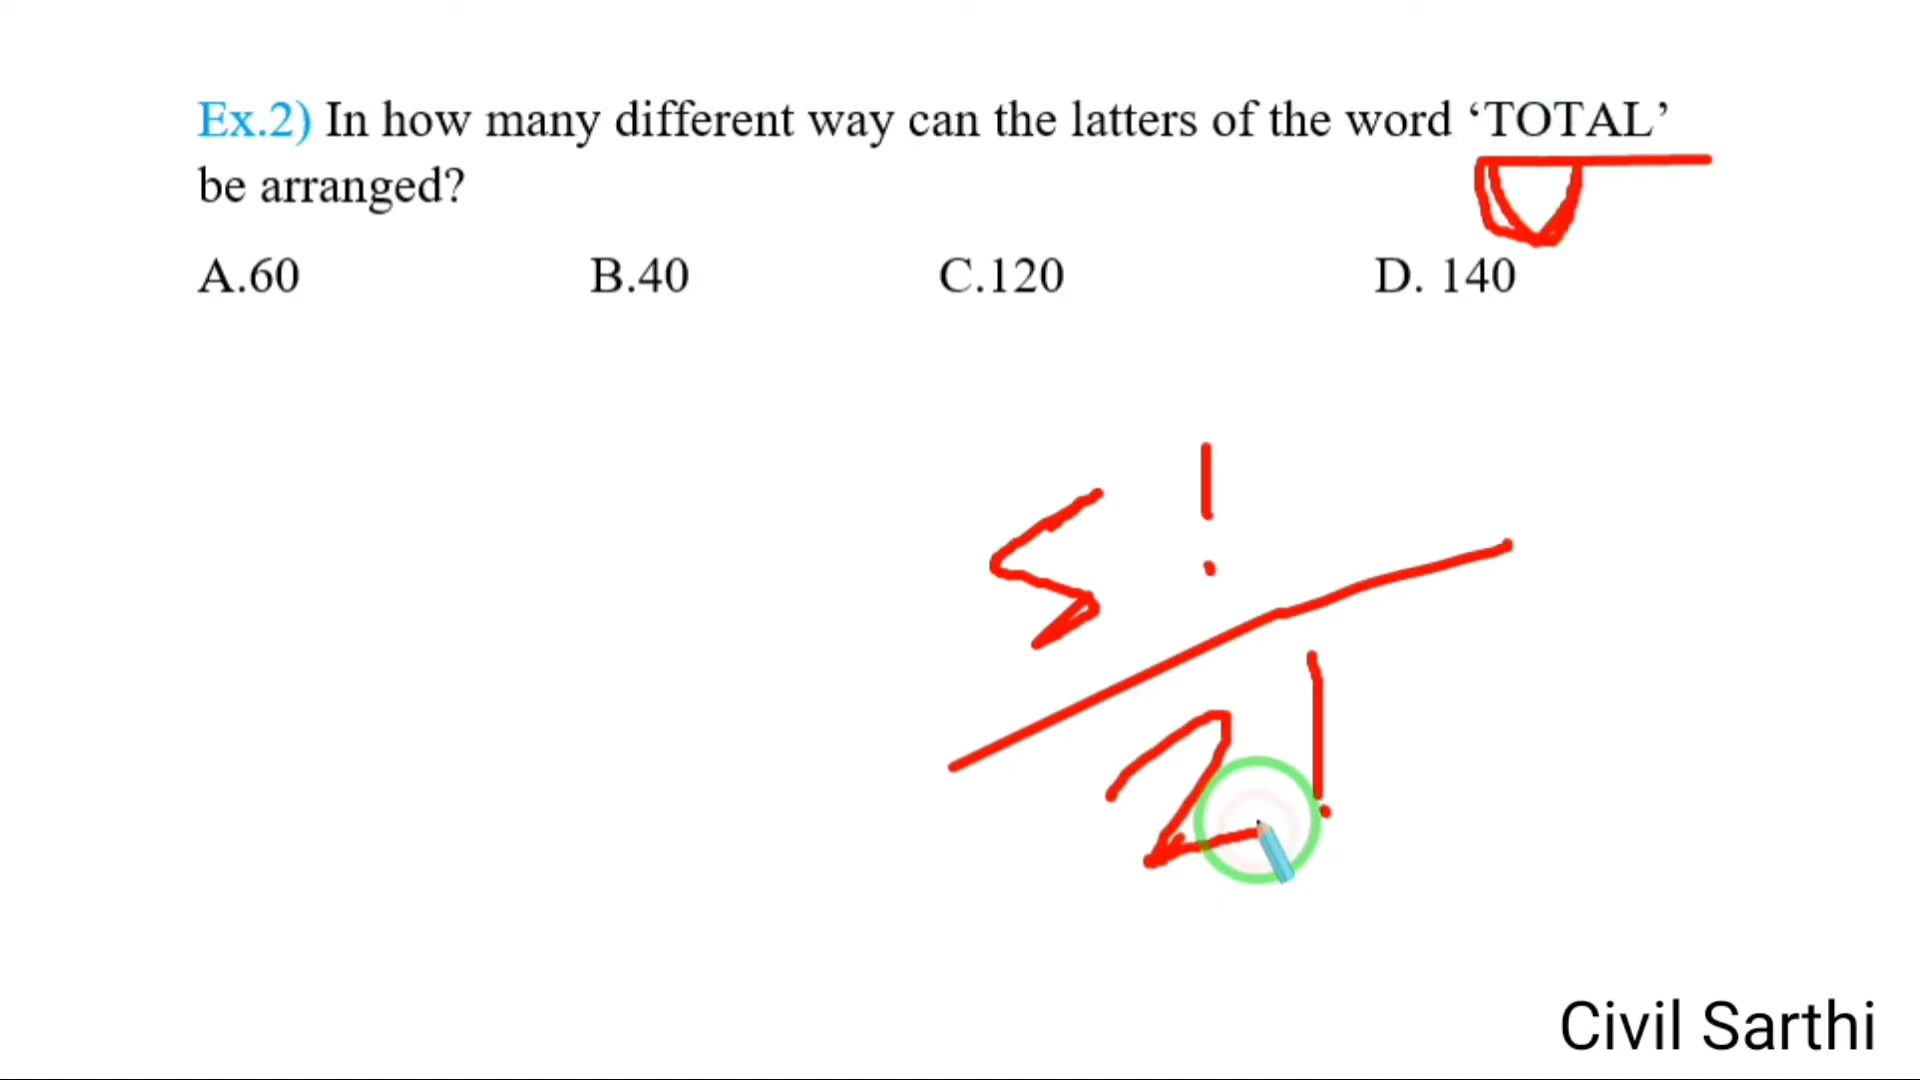 Ex.2) In how many different way can the latters of the word ‘TOTAL’
be arranged?
A.60 B.40 C.120 D. 140
5!
2!
Civil Sarthi